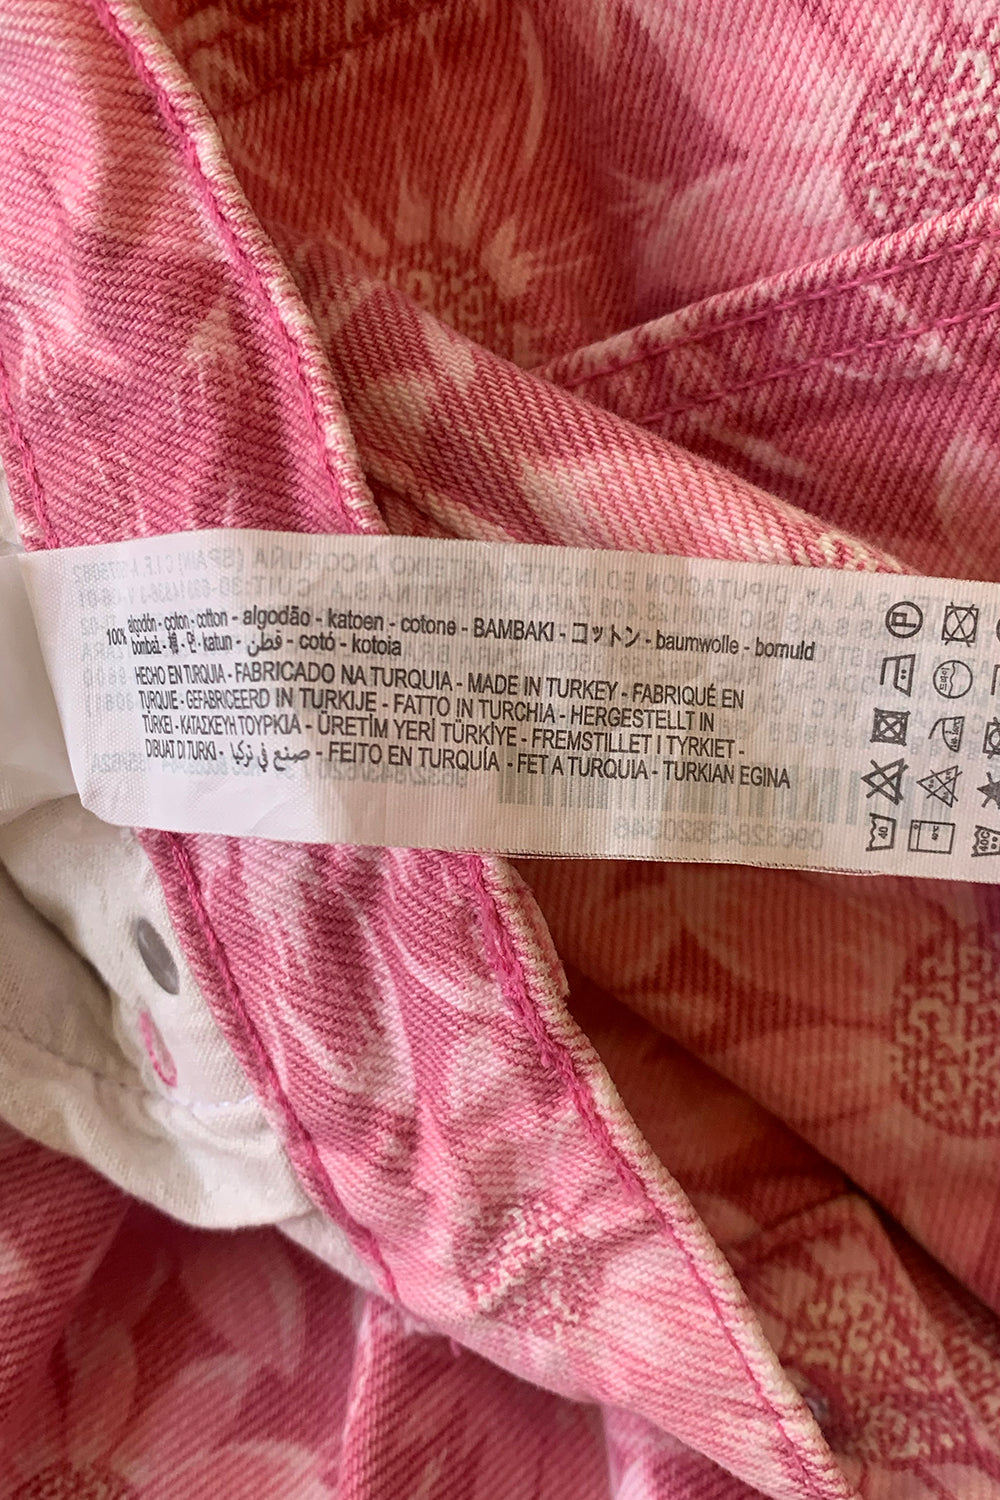 100% algodón - coton - cotton - algodão - katoen - cotone - BAMBAKI - コットン - baumwolle - bomuld
bombaž - 棉 - 면 - katun - قطن - cotó - kotoia
HECHO EN TURQUIA - FABRICADO NA TURQUIA - MADE IN TURKEY - FABRIQUÉ EN
TURQUIE - GEFABRICEERD IN TURKIJE - FATTO IN TURCHIA - HERGESTELLT IN
TÜRKEI - ΚΑΤΑΣΚΕΥΗ ΤΟΥΡΚΙΑ - ÜRETİM YERİ TÜRKİYE - FREMSTILLET I TYRKIET -
DIBUAT DI TURKI - صنع في تركيا - FEITO EN TURQUÍA - FET A TURQUIA - TURKIAN EGINA
P
40
40℃
40C